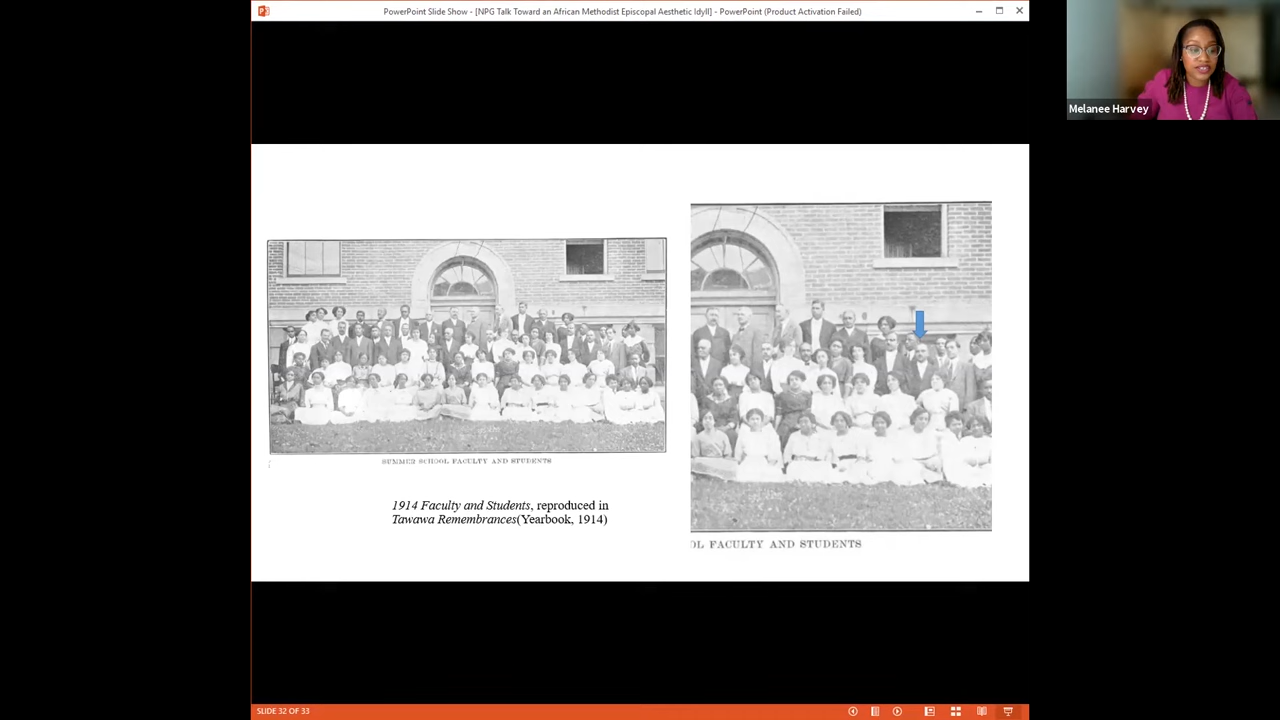 PowerPoint Slide Show - [NPG Talk Toward an African Methodist Episcopal Aesthetic Idyll] - PowerPoint (Product Activation Failed)
Melanee Harvey
SUMMER SCHOOL FACULTY AND STUDENTS
1914 Faculty and Students, reproduced in
Tawawa Remembrances(Yearbook, 1914)
OL FACULTY AND STUDENTS
SLIDE 32 OF 33